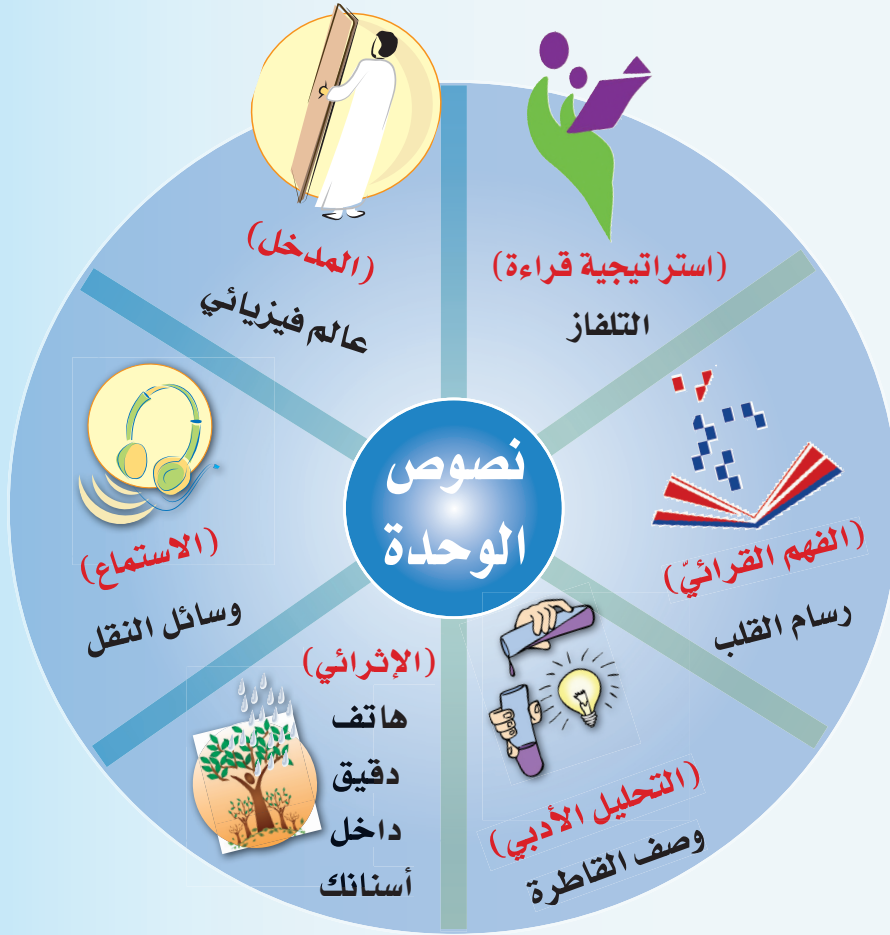 نصوص
الوحدة
(المدخل)
عالم فيزيائي
(استراتيجية قراءة)
التلفاز
(الفهم القرائيّ)
رسام القلب
(التحليل الأدبي)
وصف القاطرة
(الإثرائي)
هاتف
دقيق
داخل
أسنانك
(الاستماع)
وسائل النقل